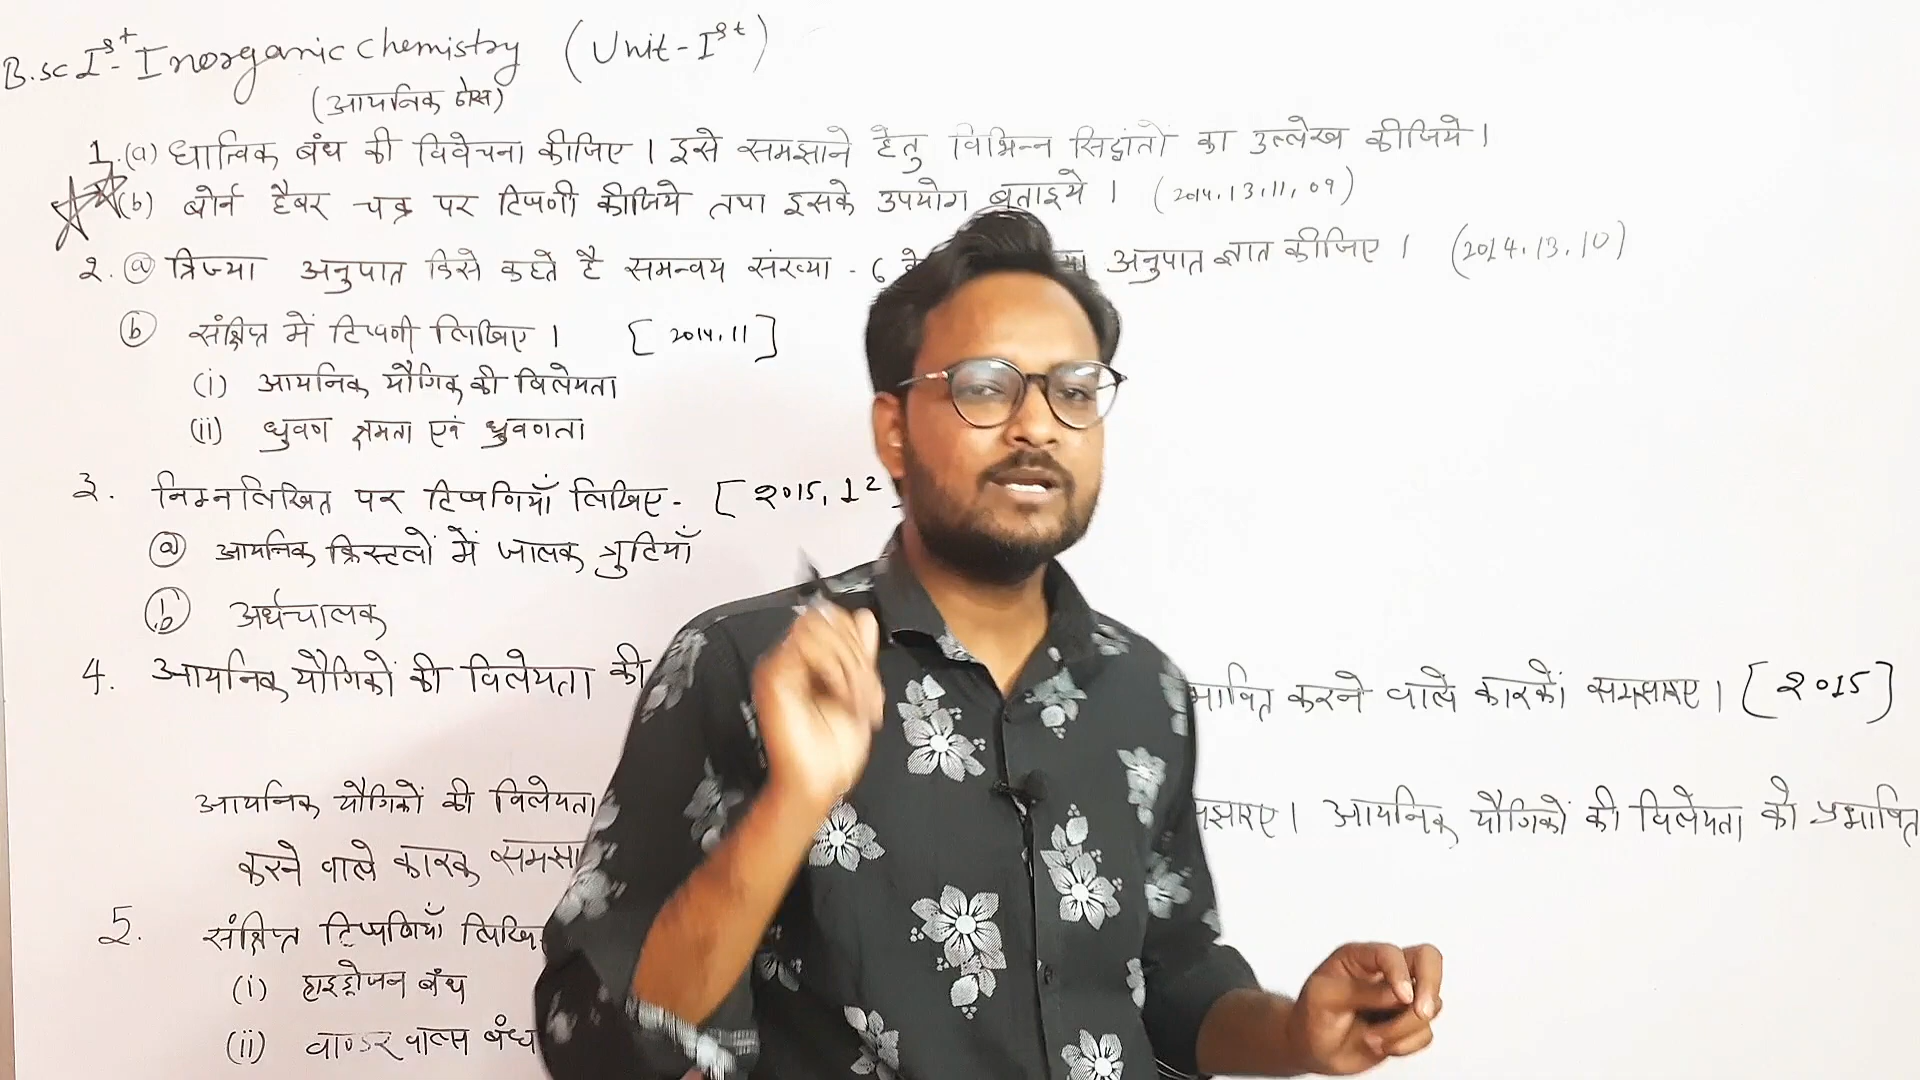 B.sc Ist - Inorganic chemistry (Unit - Ist)
(आयनिक ठोस)
1. (a) धात्विक बंध की विवेचना कीजिए । इसे समझाने हेतु विभिन्न सिद्धांतों का उल्लेख कीजिये ।
(b) बोर्न हैबर चक्र पर टिप्पणी कीजिये तथा इसके उपयोग बताइये । (2014, 13, 11, 09)
2. (a) त्रिज्या अनुपात किसे कहते है समन्वय संख्या - 6 के अनुपात ज्ञात कीजिए । (2014, 13, 10)
(b) संक्षिप्त में टिप्पणी लिखिए । [2014, 11]
(i) आयनिक यौगिक की विलेयता
(ii) ध्रुवण क्षमता एवं ध्रुवणता
3. निम्नलिखित पर टिप्पणियाँ लिखिए - [2015, 12
(a) आयनिक क्रिस्टलों में जालक त्रुटियाँ
(b) अर्धचालक
4. आयनिक यौगिकों की विलेयता की करने वाले कारकों समझाइए । [2015]
आयनिक यौगिकों की विलेयता आयनिक यौगिकों की विलेयता को प्रभावित
करने वाले कारक
5. संक्षिप्त टिप्पणियाँ
(i) हाइड्रोजन बंध
(ii) वाण्डर वाल्स बंध